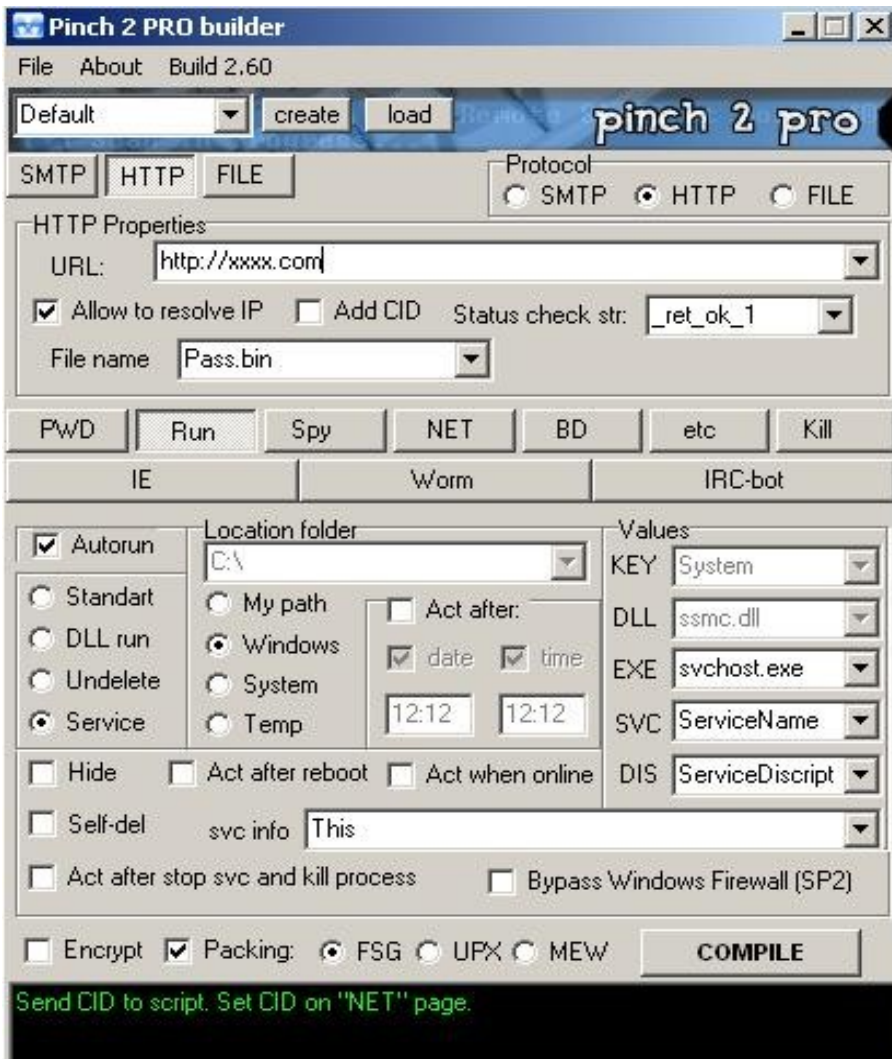 Pinch 2 PRO builder
File About Build 2.60
Default create load pinch 2 pro
SMTP HTTP FILE
Protocol
SMTP HTTP FILE
HTTP Properties
URL: http://xxxx.com
Allow to resolve IP Add CID Status check str: _ret_ok_1
File name Pass.bin
PWD Run Spy NET BD etc Kill
IE Worm IRC-bot
Autorun
Standart
DLL run
Undelete
Service
Location folder
C:\
My path
Windows
System
Temp
Act after:
date time
12:12 12:12
Values
KEY System
DLL ssmc.dll
EXE svchost.exe
SVC ServiceName
DIS ServiceDiscript
Hide Act after reboot Act when online
Self-del svc info This
Act after stop svc and kill process Bypass Windows Firewall (SP2)
Encrypt Packing: FSG UPX MEW COMPILE
Send CID to script. Set CID on "NET" page.